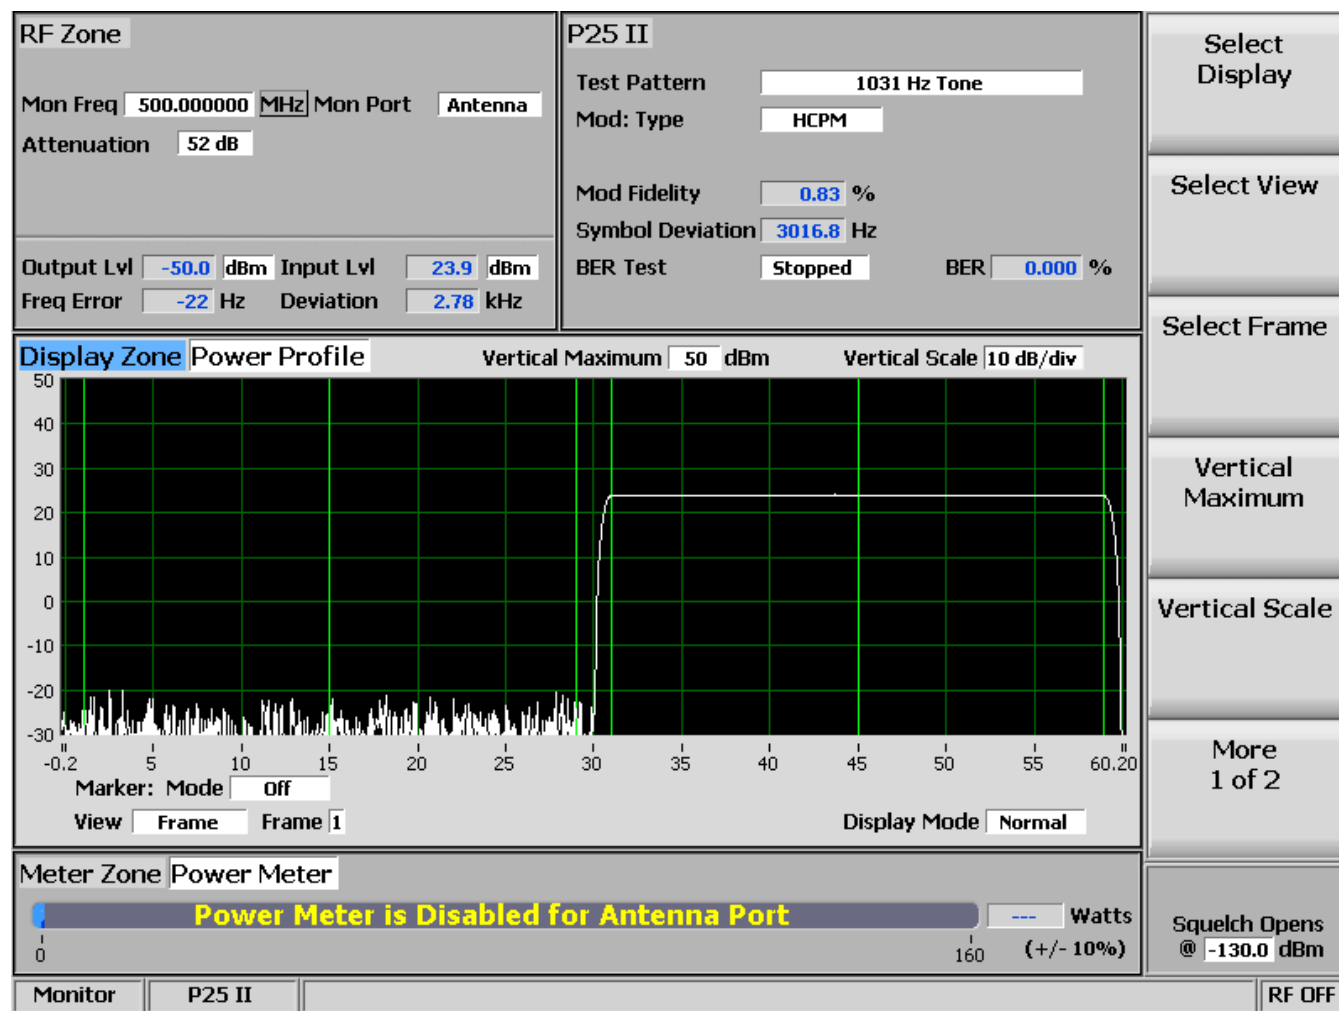 RF Zone
Mon Freq 500.000000 MHz Mon Port Antenna
Attenuation 52 dB
Output Lvl -50.0 dBm Input Lvl 23.9 dBm
Freq Error -22 Hz Deviation 2.78 kHz
P25 II
Test Pattern 1031 Hz Tone
Mod: Type HCPM
Mod Fidelity 0.83 %
Symbol Deviation 3016.8 Hz
BER Test Stopped BER 0.000 %
Display Zone Power Profile Vertical Maximum 50 dBm Vertical Scale 10 dB/div
50
40
30
20
10
0
-10
-20
-30
-0.2 5 10 15 20 25 30 35 40 45 50 55 60.20
Marker: Mode Off
View Frame Frame 1 Display Mode Normal
Meter Zone Power Meter
Power Meter is Disabled for Antenna Port --- Watts
0 160 (+/- 10%)
Select
Display
Select View
Select Frame
Vertical
Maximum
Vertical Scale
More
1 of 2
Squelch Opens
@ -130.0 dBm
Monitor P25 II RF OFF